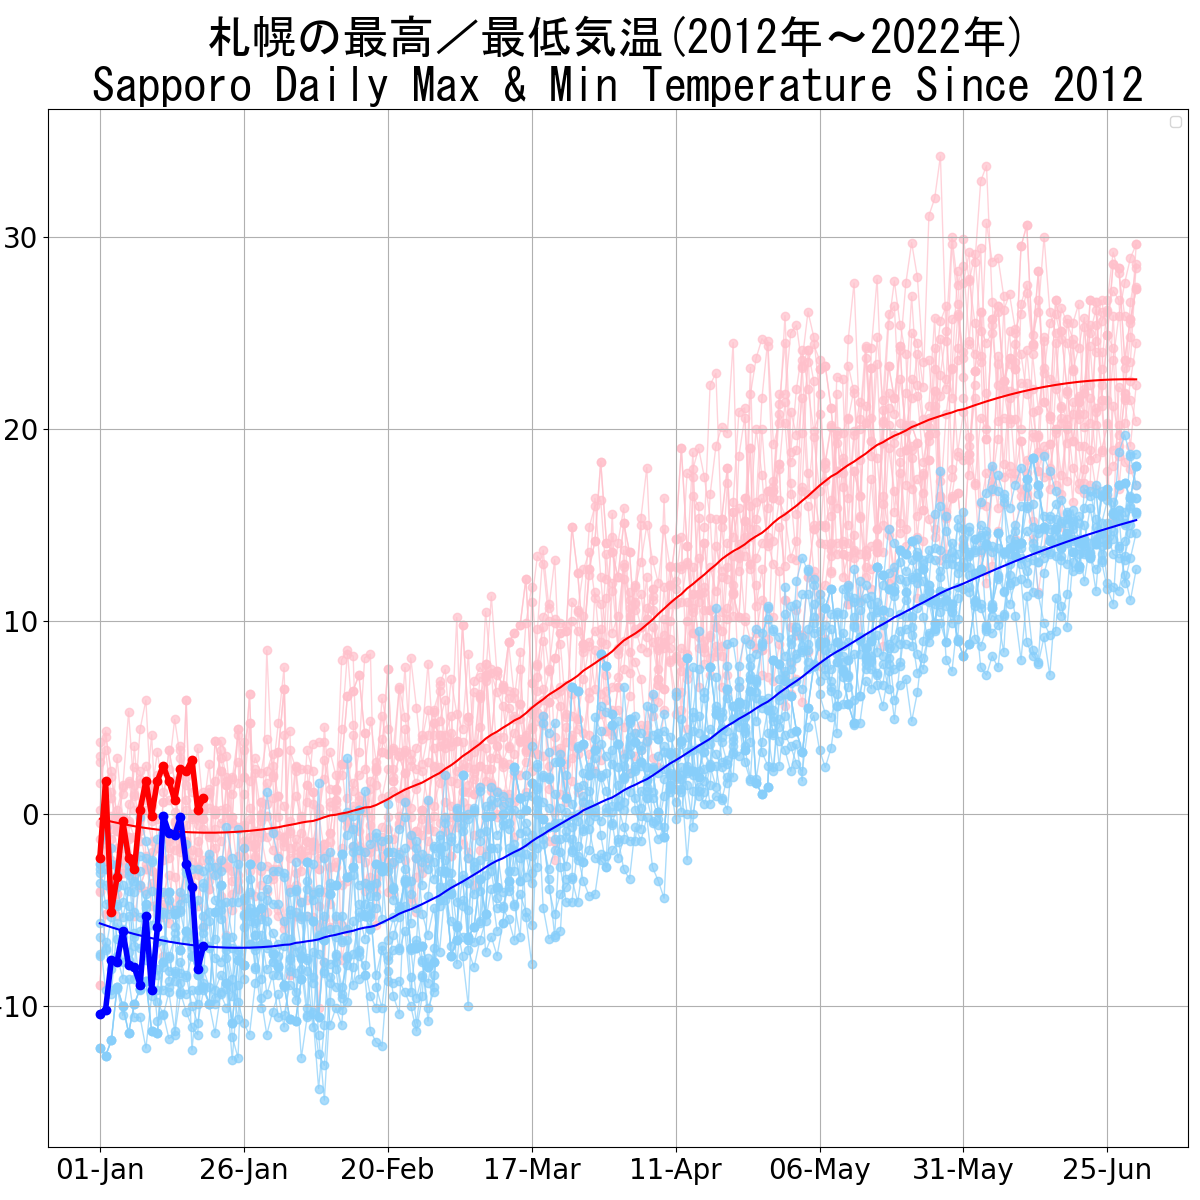 札幌の最高／最低気温(2012年～2022年)
Sapporo Daily Max & Min Temperature Since 2012
30
20
10
0
-10
01-Jan 26-Jan 20-Feb 17-Mar 11-Apr 06-May 31-May 25-Jun